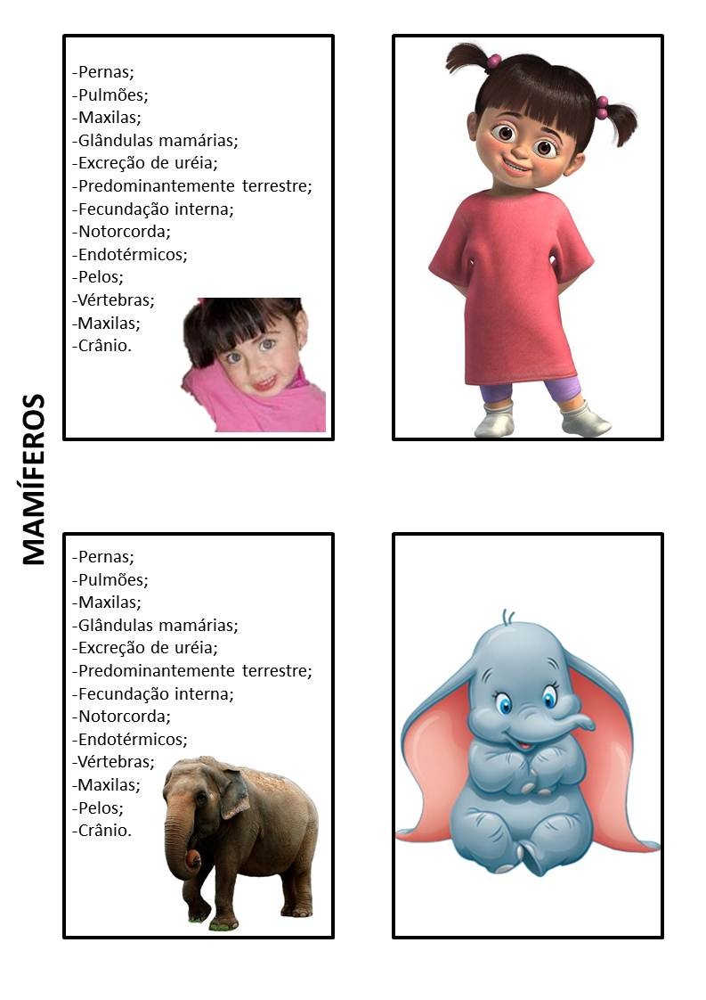 MAMÍFEROS
-Pernas;
-Pulmões;
-Maxilas;
-Glândulas mamárias;
-Excreção de uréia;
-Predominantemente terrestre;
-Fecundação interna;
-Notorcorda;
-Endotérmicos;
-Pelos;
-Vértebras;
-Maxilas;
-Crânio.
-Pernas;
-Pulmões;
-Maxilas;
-Glândulas mamárias;
-Excreção de uréia;
-Predominantemente terrestre;
-Fecundação interna;
-Notorcorda;
-Endotérmicos;
-Vértebras;
-Maxilas;
-Pelos;
-Crânio.